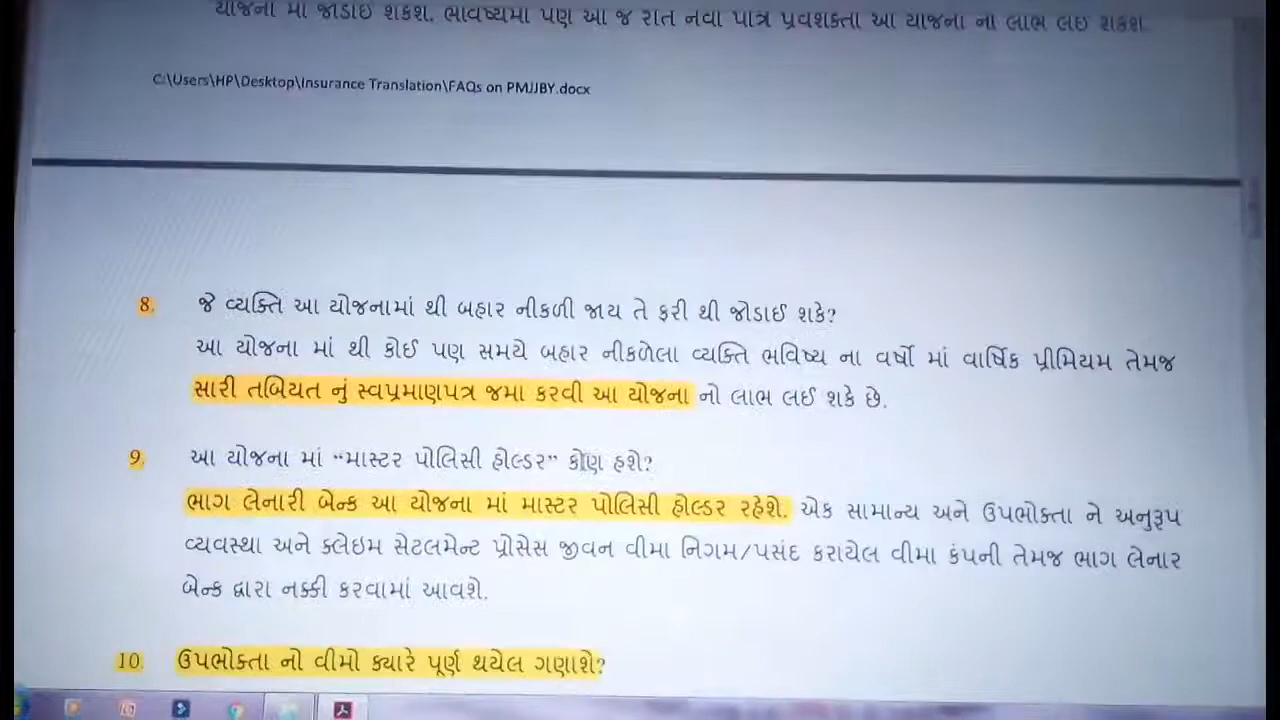 યોજના માં જોડાઈ શકશે. ભવિષ્યમાં પણ આ જ રીતે નવા પાત્ર પ્રવેશકર્તા આ યોજના નો લાભ લઈ શકશે
C:\Users\HP\Desktop\Insurance Translation\FAQs on PMJJBY.docx
8. જે વ્યક્તિ આ યોજનામાં થી બહાર નીકળી જાય તે ફરી થી જોડાઈ શકે?
આ યોજના માં થી કોઈ પણ સમયે બહાર નીકળેલા વ્યક્તિ ભવિષ્ય ના વર્ષો માં વાર્ષિક પ્રીમિયમ તેમજ
સારી તબિયત નું સ્વપ્રમાણપત્ર જમા કરવી આ યોજના નો લાભ લઈ શકે છે.
9. આ યોજના માં “માસ્ટર પોલિસી હોલ્ડર” કોણ હશે?
ભાગ લેનારી બેન્ક આ યોજના માં માસ્ટર પોલિસી હોલ્ડર રહેશે. એક સામાન્ય અને ઉપભોક્તા ને અનુરૂપ
વ્યવસ્થા અને ક્લેઇમ સેટલમેન્ટ પ્રોસેસ જીવન વીમા નિગમ/પસંદ કરાયેલ વીમા કંપની તેમજ ભાગ લેનાર
બેન્ક દ્વારા નક્કી કરવામાં આવશે.
10. ઉપભોક્તા નો વીમો ક્યારે પૂર્ણ થયેલ ગણાશે?